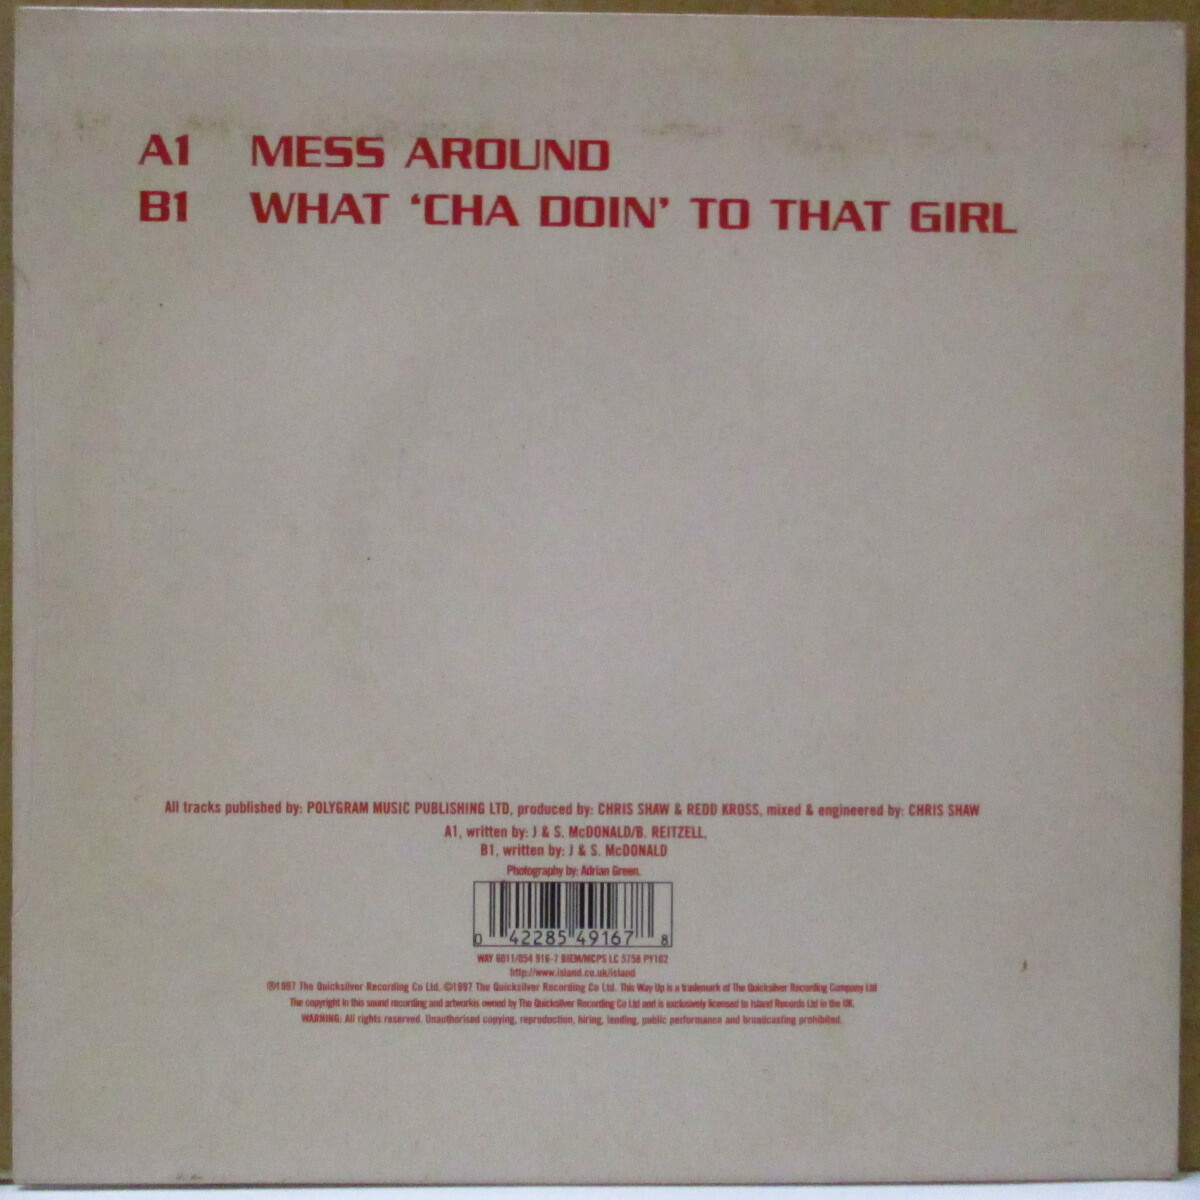 A1 MESS AROUND
B1 WHAT ‘CHA DOIN’ TO THAT GIRL
All tracks published by: POLYGRAM MUSIC PUBLISHING LTD, produced by: CHRIS SHAW & REDD KROSS, mixed & engineered by: CHRIS SHAW
A1, written by: J & S. McDONALD/B. REITZELL,
B1, written by: J & S. McDONALD
Photography by: Adrian Green.
0 42285 49167 8
WAY 6011/854 916-7 BIEM/MCPS LC 5758 PY102
http://www.island.co.uk/island
℗1997 The Quicksilver Recording Co Ltd. ©1997 The Quicksilver Recording Co Ltd. This Way Up is a trademark of The Quicksilver Recording Company Ltd
The copyright in this sound recording and artwork is owned by The Quicksilver Recording Co Ltd and is exclusively licensed to Island Records Ltd in the UK.
WARNING: All rights reserved. Unauthorised copying, reproduction, hiring, lending, public performance and broadcasting prohibited.